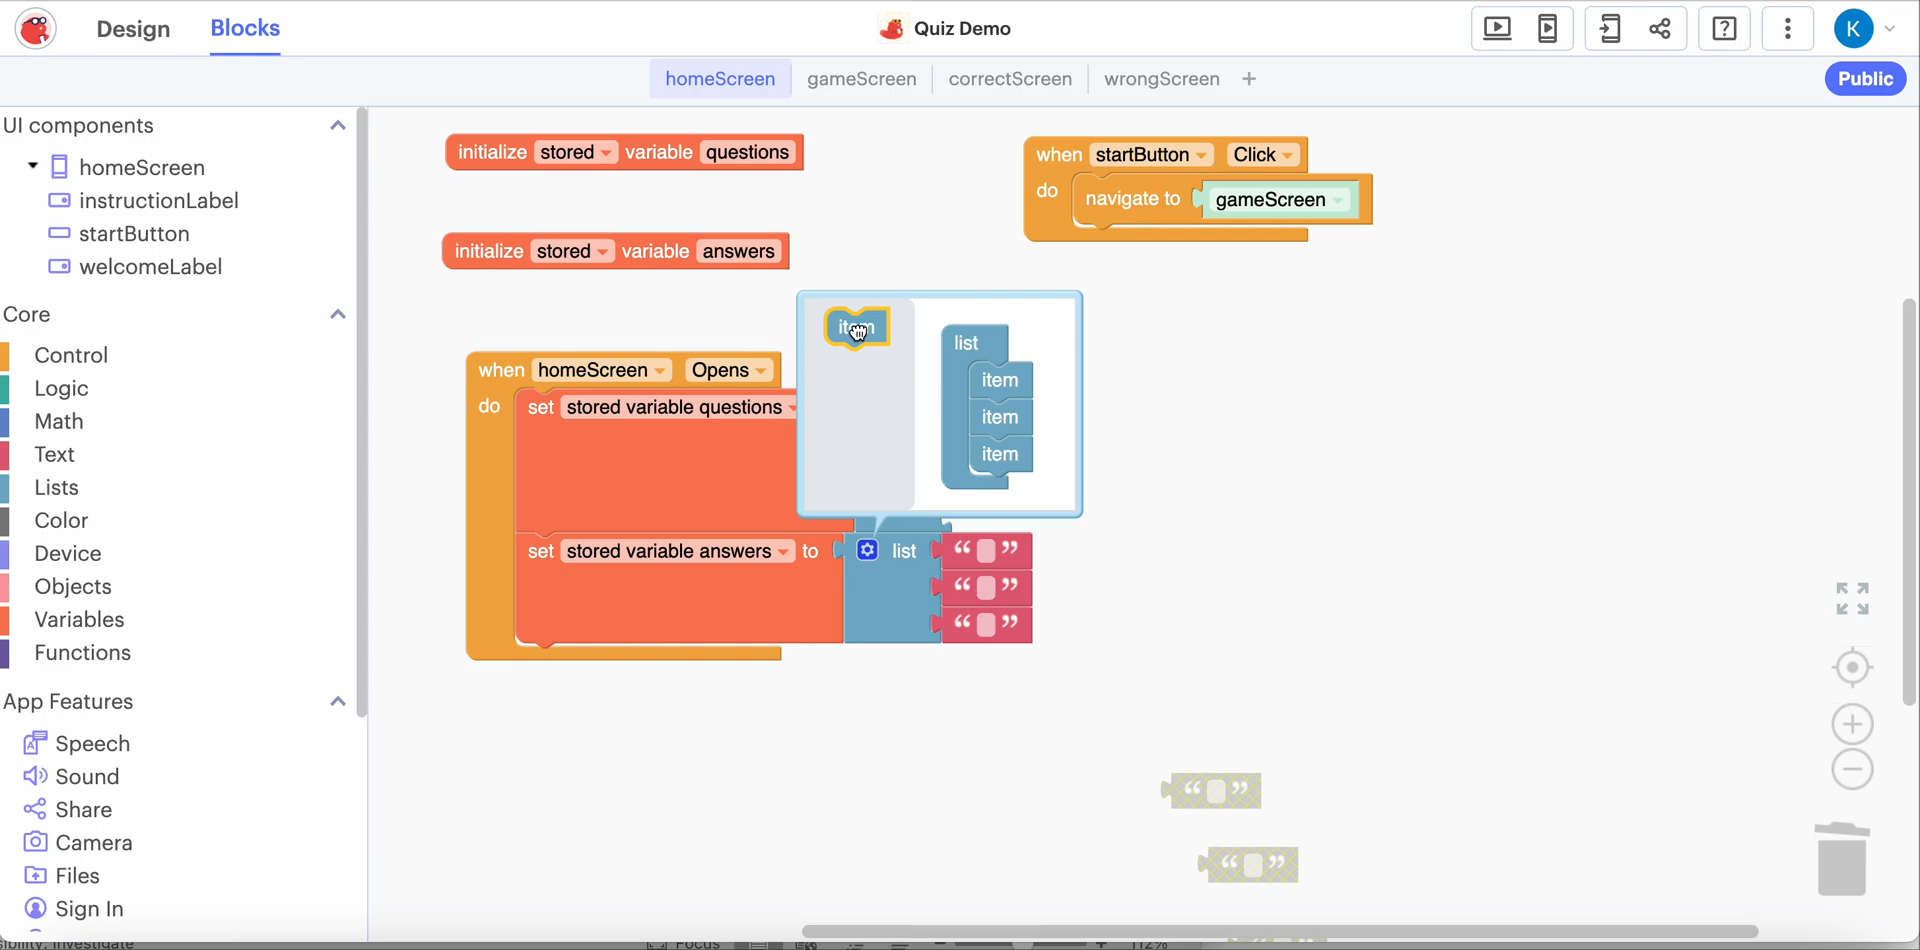 Design Blocks Quiz Demo K
homeScreen gameScreen correctScreen wrongScreen + Public
UI components
homeScreen
instructionLabel
startButton
welcomeLabel
Core
Control
Logic
Math
Text
Lists
Color
Device
Objects
Variables
Functions
App Features
Speech
Sound
Share
Camera
Files
Sign In
initialize stored variable questions
initialize stored variable answers
when startButton Click
do navigate to gameScreen
when homeScreen Opens
do set stored variable questions
set stored variable answers to list “ ”
“ ”
“ ”
item
list
item
item
item
“ ”
“ ”
Focus
112%